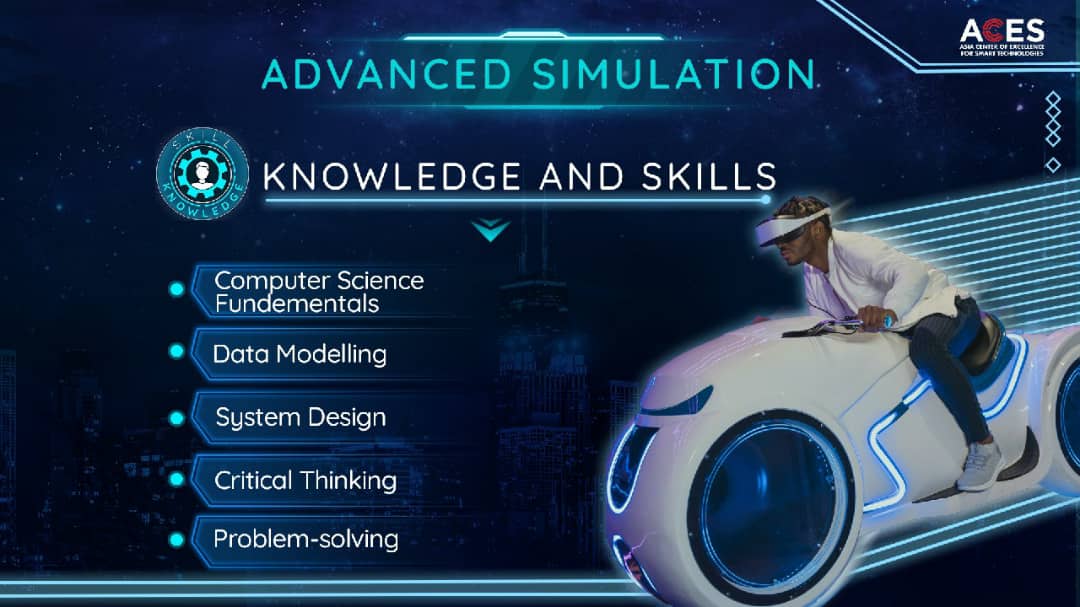 ACES
ASIA CENTER OF EXCELLENCE
FOR SMART TECHNOLOGIES
ADVANCED SIMULATION
SKILL
KNOWLEDGE
KNOWLEDGE AND SKILLS
Computer Science
Fundementals
Data Modelling
System Design
Critical Thinking
Problem-solving